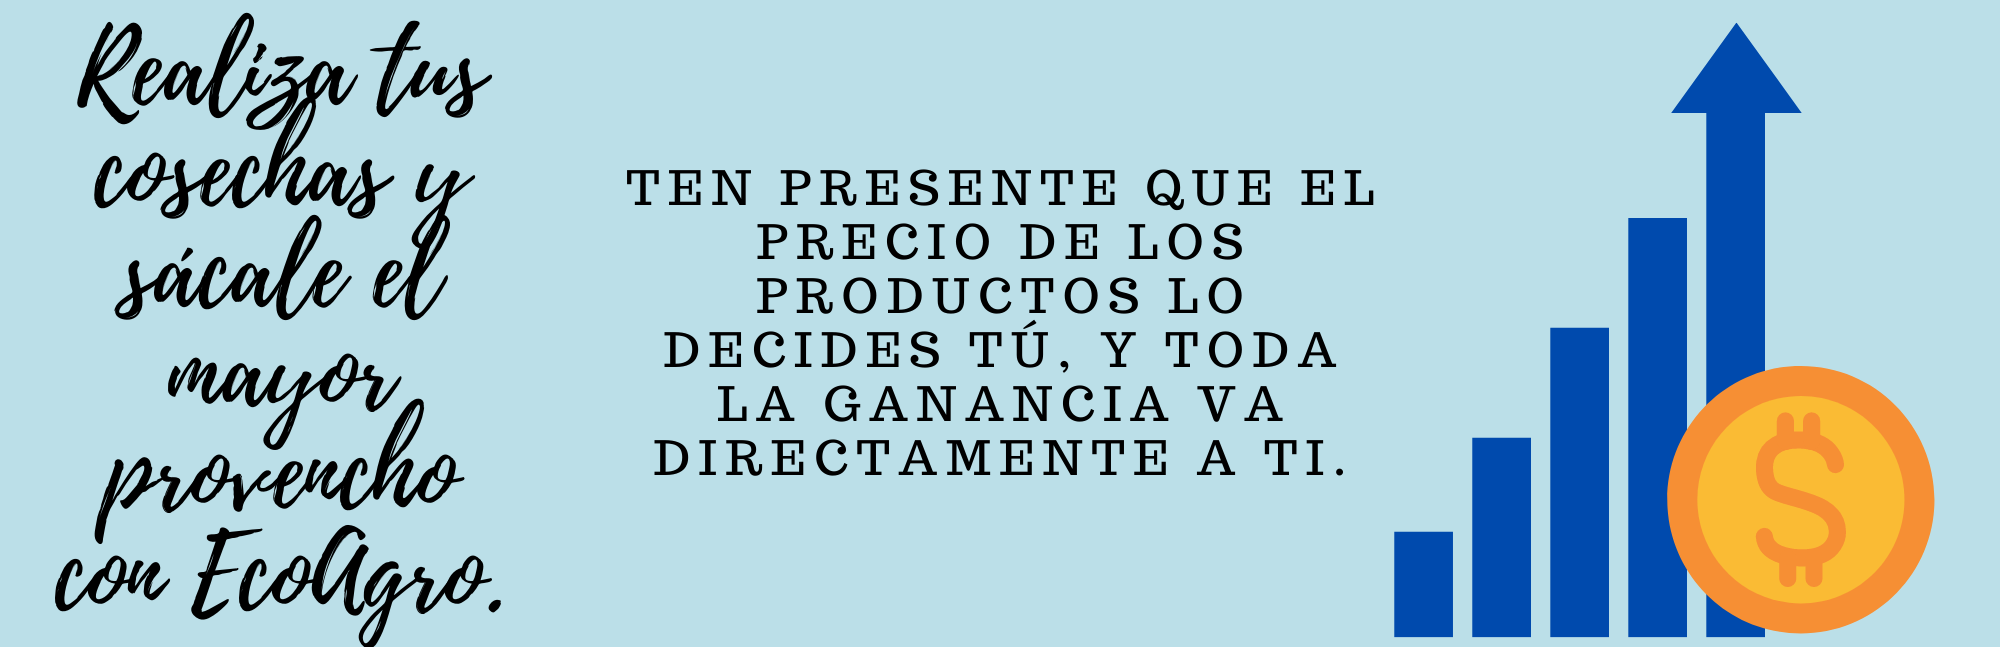 Realiza tus
cosechas y
sácale el
mayor
provencho
con EcoAgro.
TEN PRESENTE QUE EL
PRECIO DE LOS
PRODUCTOS LO
DECIDES TÚ, Y TODA
LA GANANCIA VA
DIRECTAMENTE A TI.
$